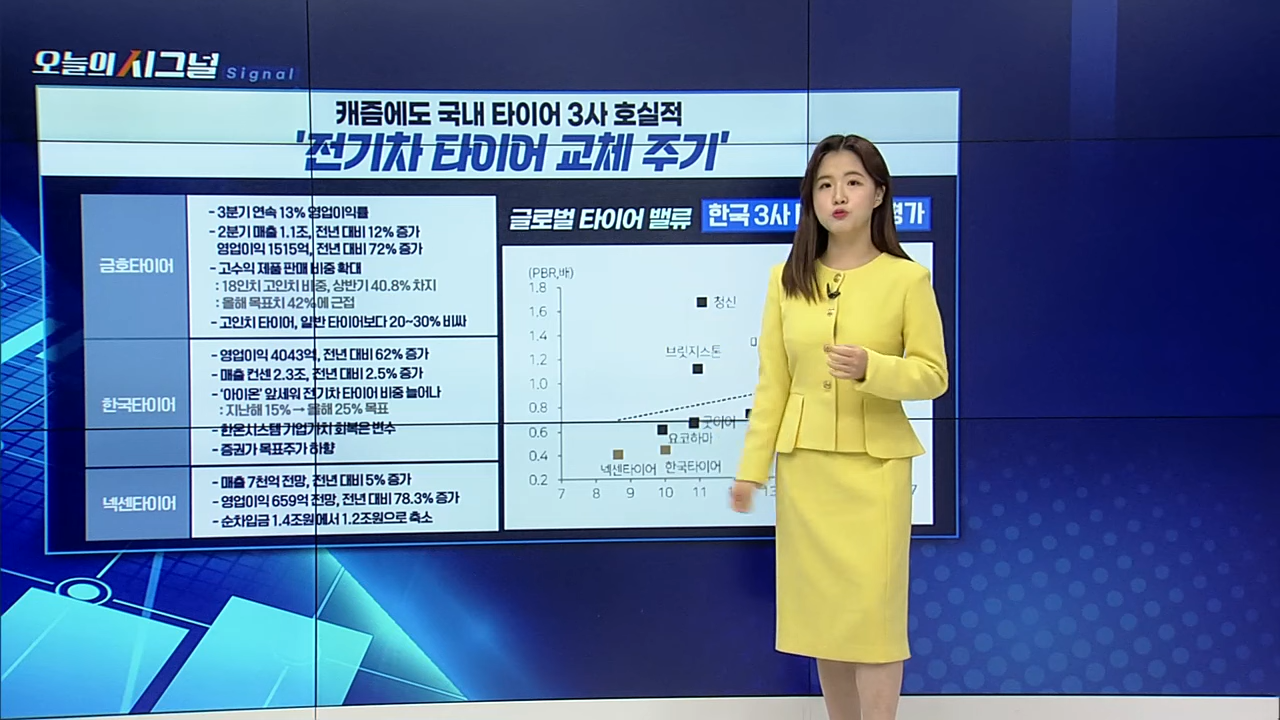 오늘의 시그널 Signal
캐즘에도 국내 타이어 3사 호실적
'전기차 타이어 교체 주기'
금호타이어
- 3분기 연속 13% 영업이익률
- 2분기 매출 1.1조, 전년 대비 12% 증가
영업이익 1515억, 전년 대비 72% 증가
- 고수익 제품 판매 비중 확대
: 18인치 고인치 비중, 상반기 40.8% 차지
: 올해 목표치 42%에 근접
- 고인치 타이어, 일반 타이어보다 20~30% 비싸
한국타이어
- 영업이익 4043억, 전년 대비 62% 증가
- 매출 컨센 2.3조, 전년 대비 2.5% 증가
- '아이온' 앞세워 전기차 타이어 비중 늘어나
: 지난해 15% → 올해 25% 목표
- 한온시스템 기업가치 회복은 변수
- 증권가 목표주가 하향
넥센타이어
- 매출 7천억 전망, 전년 대비 5% 증가
- 영업이익 659억 전망, 전년 대비 78.3% 증가
- 순차입금 1.4조원에서 1.2조원으로 축소
글로벌 타이어 밸류
한국 3사
(PBR,배)
1.8
1.6
1.4
1.2
1.0
0.8
0.6
0.4
0.2
청신
브릿지스톤
굿이어
요코하마
넥센타이어
한국타이어
7 8 9 10 11 12 13